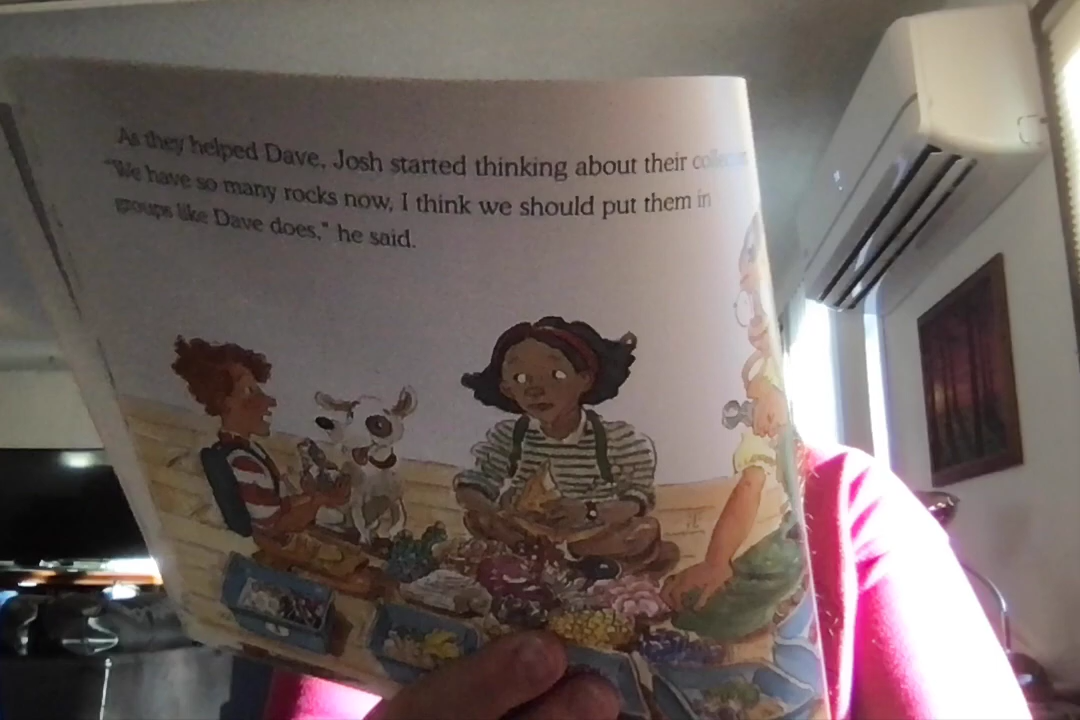 As they helped Dave, Josh started thinking about their
"We have so many rocks now, I think we should put them in
groups like Dave does," he said.